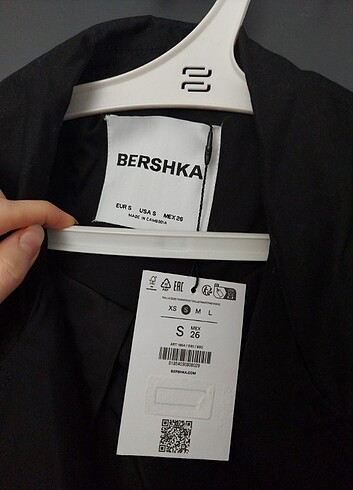 BERSHKA
EUR S USA S MEX 26
MADE IN CAMBODIA
XS S M L
S MEX 26
BERSHKA.COM